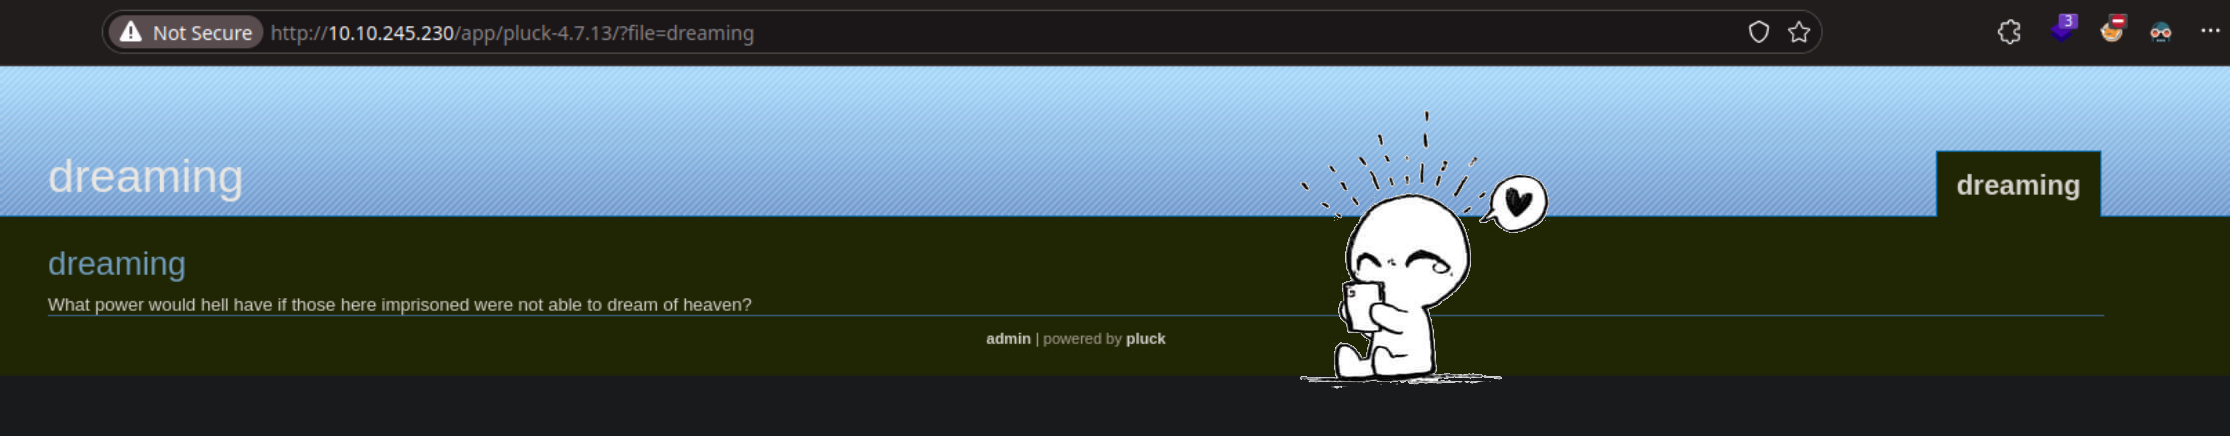 Not Secure http://10.10.245.230/app/pluck-4.7.13/?file=dreaming
3
dreaming
dreaming
dreaming
What power would hell have if those here imprisoned were not able to dream of heaven?
admin | powered by pluck